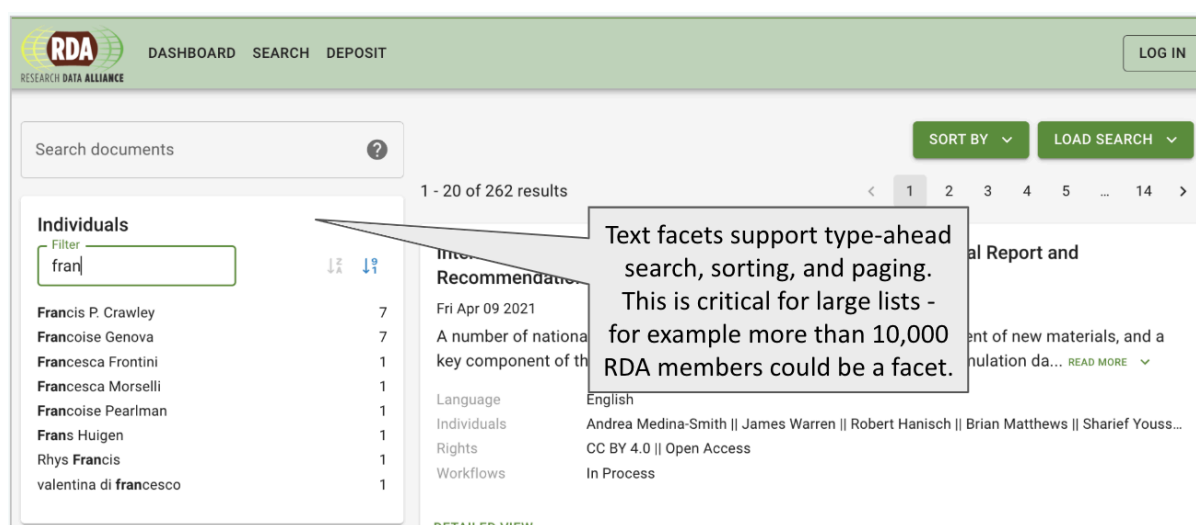 RDA
RESEARCH DATA ALLIANCE
DASHBOARD SEARCH DEPOSIT
LOG IN
Search documents
?
SORT BY
LOAD SEARCH
1 - 20 of 262 results
< 1 2 3 4 5 ... 14 >
Individuals
Filter
fran
Francis P. Crawley 7
Francoise Genova 7
Francesca Frontini 1
Francesca Morselli 1
Francoise Pearlman 1
Frans Huigen 1
Rhys Francis 1
valentina di francesco 1
Text facets support type-ahead
search, sorting, and paging.
This is critical for large lists -
for example more than 10,000
RDA members could be a facet.
al Report and
Fri Apr 09 2021
A number of nationa ent of new materials, and a
key component of th da... READ MORE
Language English
Individuals Andrea Medina-Smith || James Warren || Robert Hanisch || Brian Matthews || Sharief Youss...
Rights CC BY 4.0 || Open Access
Workflows In Process
DETAILED VIEW